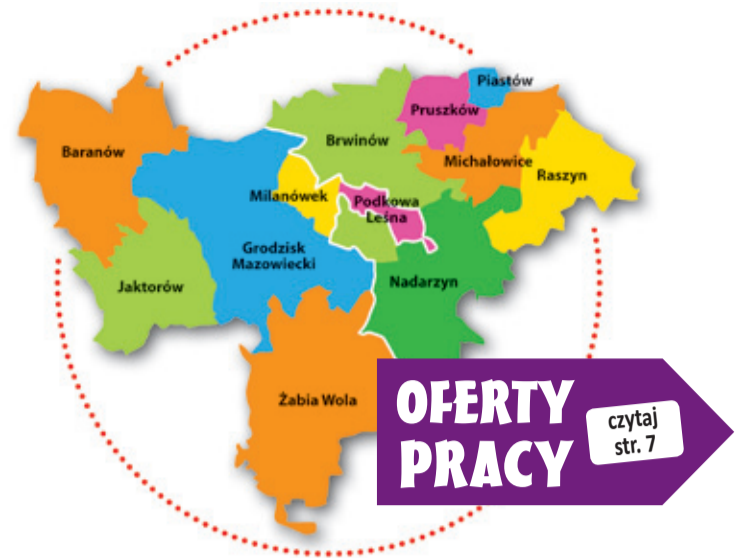 Piastów
Pruszków
Brwinów
Baranów
Michałowice
Raszyn
Milanówek
Podkowa
Leśna
Grodzisk
Mazowiecki
Nadarzyn
Jaktorów
Żabia Wola
OFERTY
PRACY
czytaj
str. 7